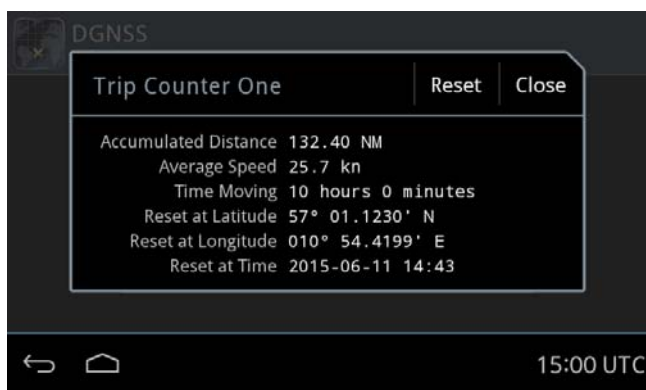 DGNSS
Trip Counter One Reset Close
Accumulated Distance 132.40 NM
Average Speed 25.7 kn
Time Moving 10 hours 0 minutes
Reset at Latitude 57° 01.1230' N
Reset at Longitude 010° 54.4199' E
Reset at Time 2015-06-11 14:43
15:00 UTC